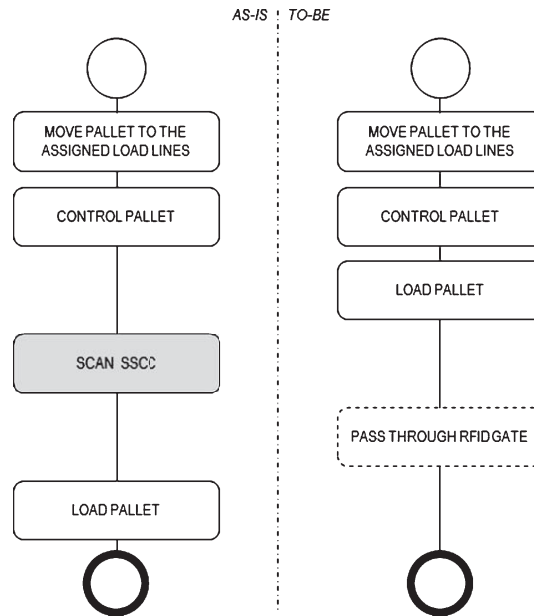 AS-IS TO-BE
MOVE PALLET TO THE
ASSIGNED LOAD LINES
CONTROL PALLET
SCAN SSCC
LOAD PALLET
MOVE PALLET TO THE
ASSIGNED LOAD LINES
CONTROL PALLET
LOAD PALLET
PASS THROUGH RFID GATE